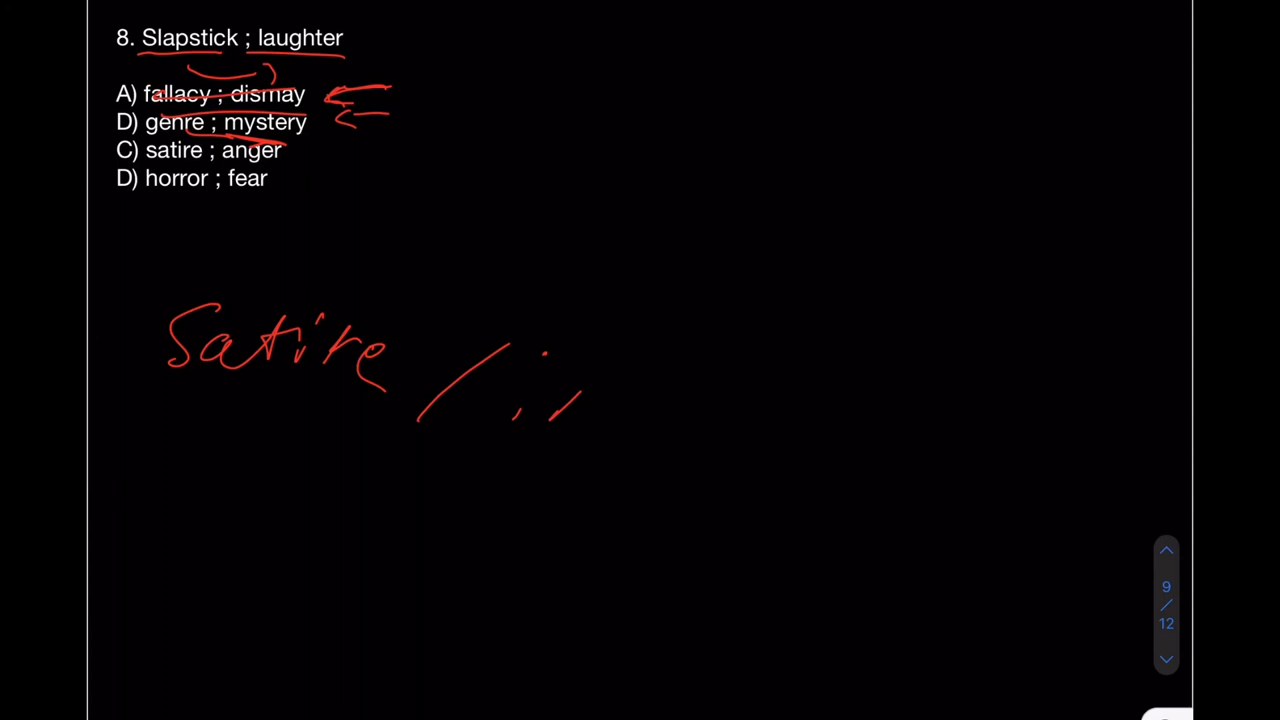 8. Slapstick ; laughter
A) fallacy ; dismay
D) genre ; mystery
C) satire ; anger
D) horror ; fear
Satire / i
9
/
12